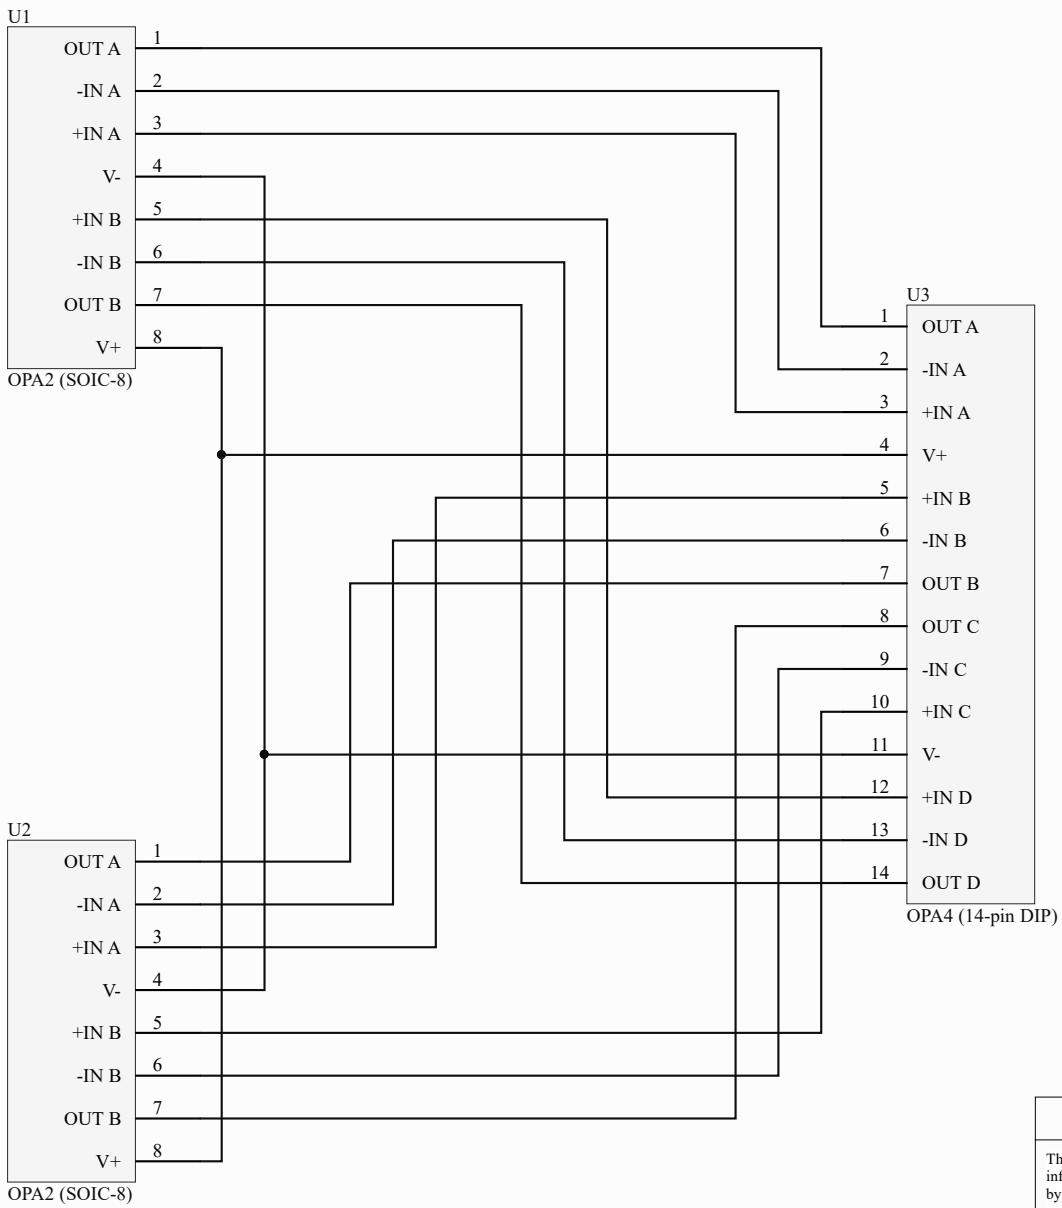 U1
OUT A 1
-IN A 2
+IN A 3
V- 4
+IN B 5
-IN B 6
OUT B 7
V+ 8
OPA2 (SOIC-8)
U3
1 OUT A
2 -IN A
3 +IN A
4 V+
5 +IN B
6 -IN B
7 OUT B
8 OUT C
9 -IN C
10 +IN C
11 V-
12 +IN D
13 -IN D
14 OUT D
OPA4 (14-pin DIP)
U2
OUT A 1
-IN A 2
+IN A 3
V- 4
+IN B 5
-IN B 6
OUT B 7
V+ 8
OPA2 (SOIC-8)
by